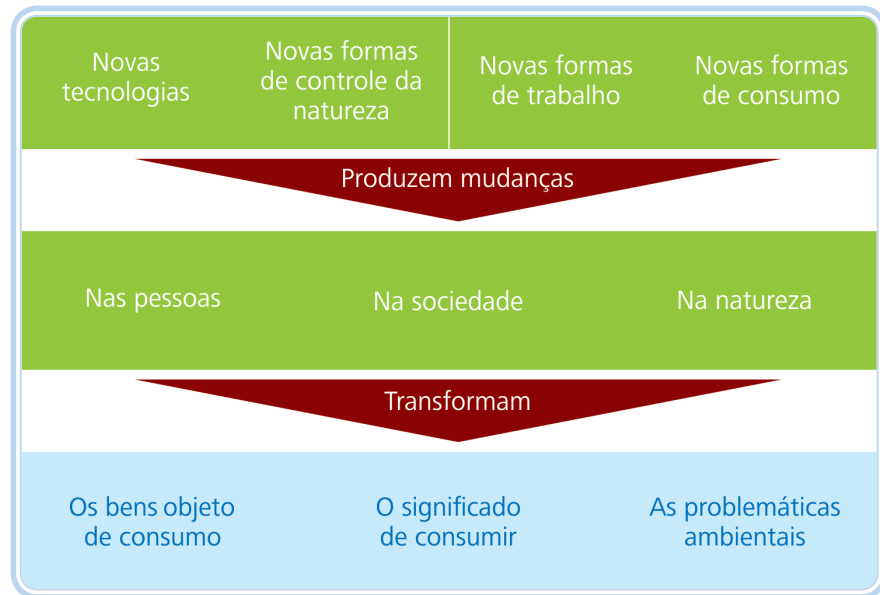 Novas
tecnologias
Novas formas
de controle da
natureza
Novas formas
de trabalho
Novas formas
de consumo
Produzem mudanças
Nas pessoas
Na sociedade
Na natureza
Transformam
Os bens objeto
de consumo
O significado
de consumir
As problemáticas
ambientais